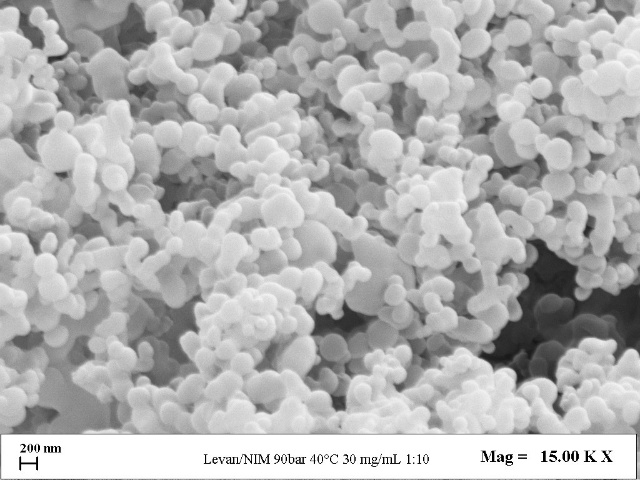 200 nm
Levan/NIM 90bar 40°C 30 mg/mL 1:10
Mag = 15.00 K X